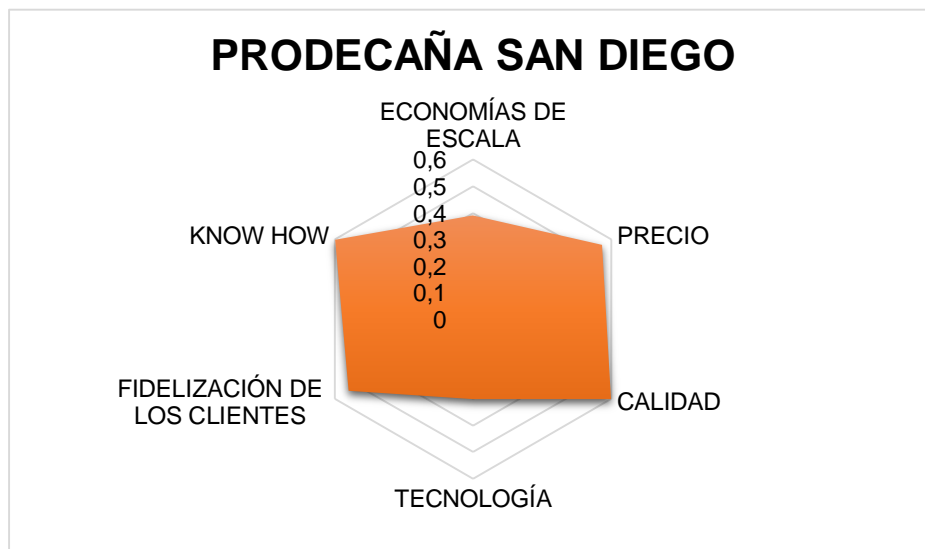 PRODECAÑA SAN DIEGO
ECONOMÍAS DE
ESCALA
0,6
0,5
0,4
0,3
0,2
0,1
0
KNOW HOW
PRECIO
FIDELIZACIÓN DE
LOS CLIENTES
CALIDAD
TECNOLOGÍA